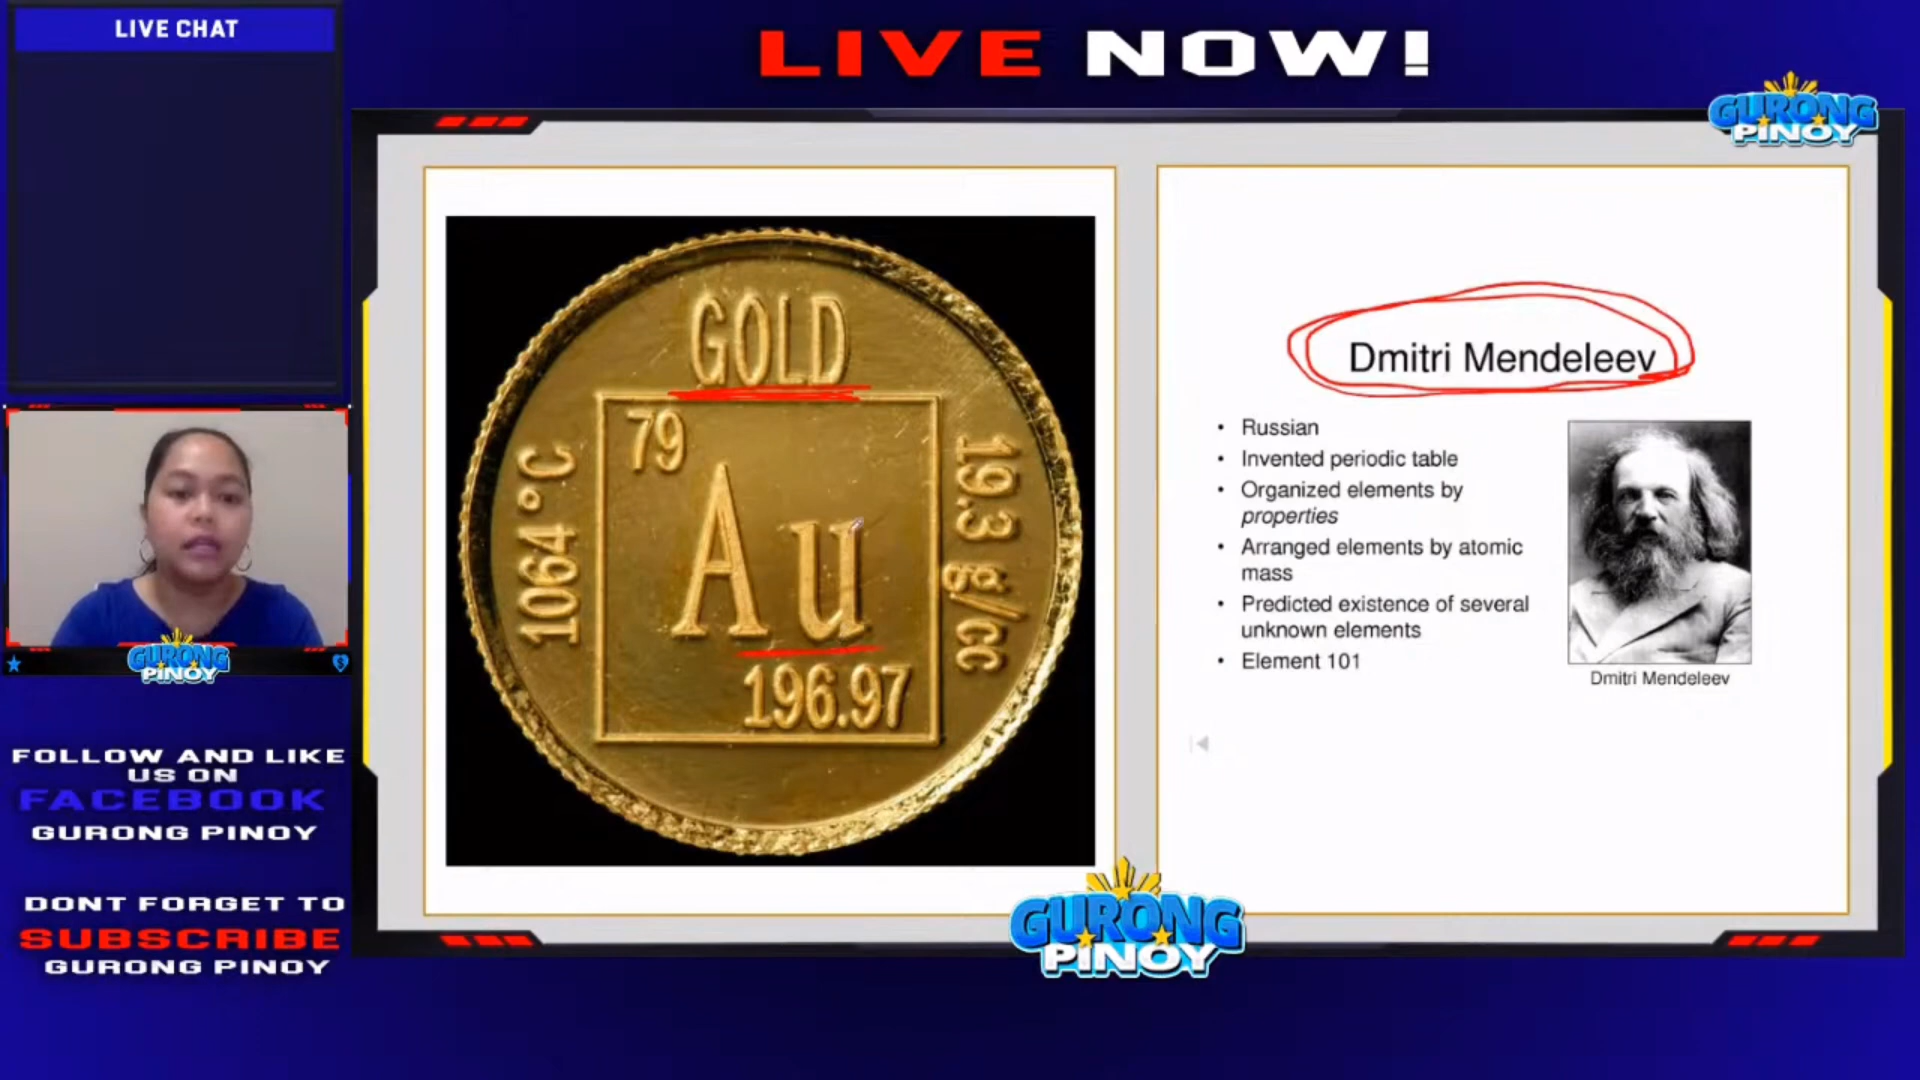 LIVE CHAT
LIVE NOW!
GURONG
PINOY
GOLD
79
Au
196.97
1064 °C
19.3 g/cc
Dmitri Mendeleev
• Russian
• Invented periodic table
• Organized elements by
properties
• Arranged elements by atomic
mass
• Predicted existence of several
unknown elements
• Element 101
Dmitri Mendeleev
GURONG
PINOY
FOLLOW AND LIKE
US ON
FACEBOOK
GURONG PINOY
DONT FORGET TO
SUBSCRIBE
GURONG PINOY
GURONG
PINOY